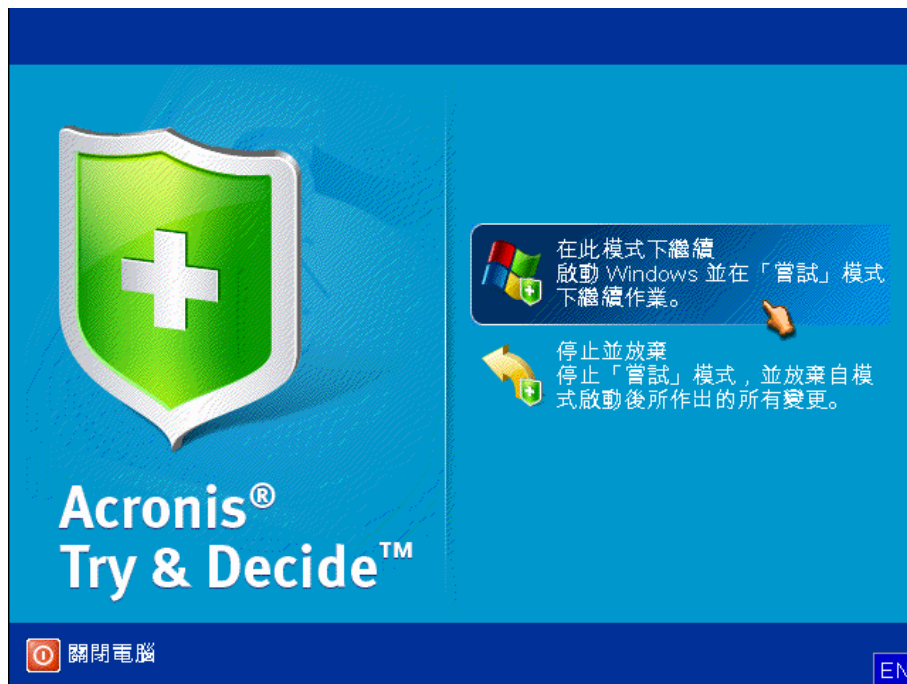 在此模式下繼續
啟動 Windows 並在「嘗試」模式
下繼續作業。
停止並放棄
停止「嘗試」模式，並放棄自模
式啟動後所作出的所有變更。
Acronis®
Try & Decide™
關閉電腦
EN